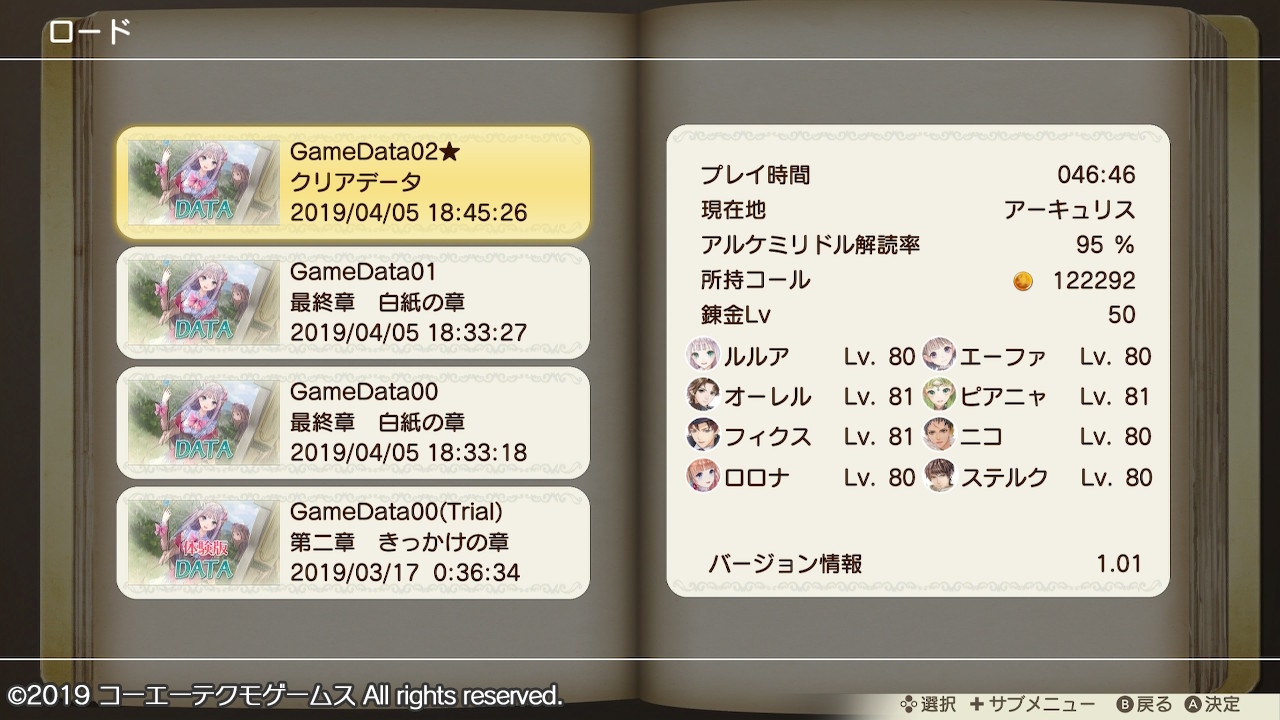 ロード
GameData02★
クリアデータ
2019/04/05 18:45:26
DATA
GameData01
最終章　白紙の章
2019/04/05 18:33:27
DATA
GameData00
最終章　白紙の章
2019/04/05 18:33:18
DATA
GameData00(Trial)
第二章　きっかけの章
2019/03/17 0:36:34
体験版
DATA
プレイ時間 046:46
現在地 アーキュリス
アルケミリドル解読率 95 %
所持コール 122292
錬金Lv 50
ルルア Lv. 80 エーファ Lv. 80
オーレル Lv. 81 ピアニャ Lv. 81
フィクス Lv. 81 ニコ Lv. 80
ロロナ Lv. 80 ステルク Lv. 80
バージョン情報 1.01
©2019 コーエーテクモゲームス All rights reserved.
選択 サブメニュー B 戻る A 決定